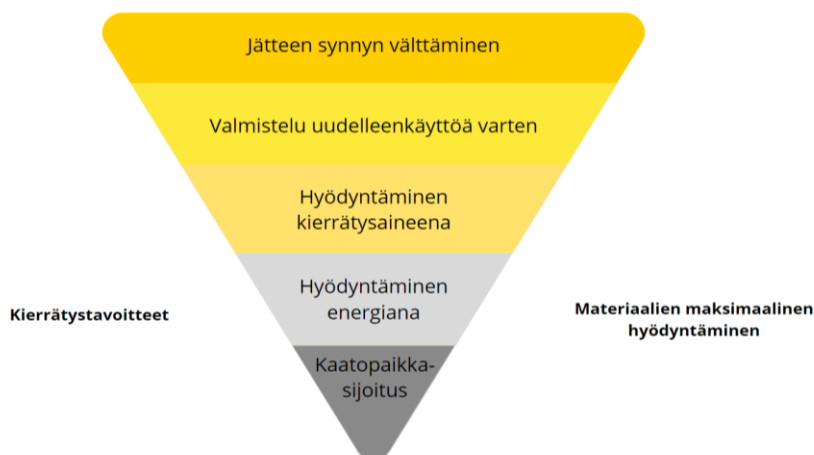 Jätteen synnyn välttäminen
Valmistelu uudelleenkäyttöä varten
Hyödyntäminen
kierrätysaineena
Hyödyntäminen
energiana
Kierrätystavoitteet
Materiaalien maksimaalinen
hyödyntäminen
Kaatopaikka-
sijoitus